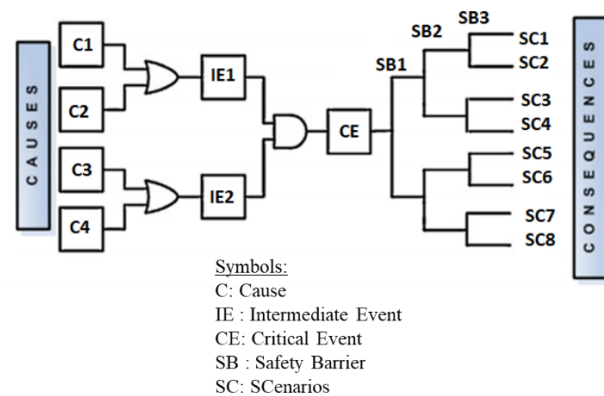 CAUSES
C1
C2
C3
C4
IE1
IE2
CE
SB1
SB2
SB3
SC1
SC2
SC3
SC4
SC5
SC6
SC7
SC8
CONSEQUENCES
Symbols:
C: Cause
IE : Intermediate Event
CE: Critical Event
SB : Safety Barrier
SC: SCenarios